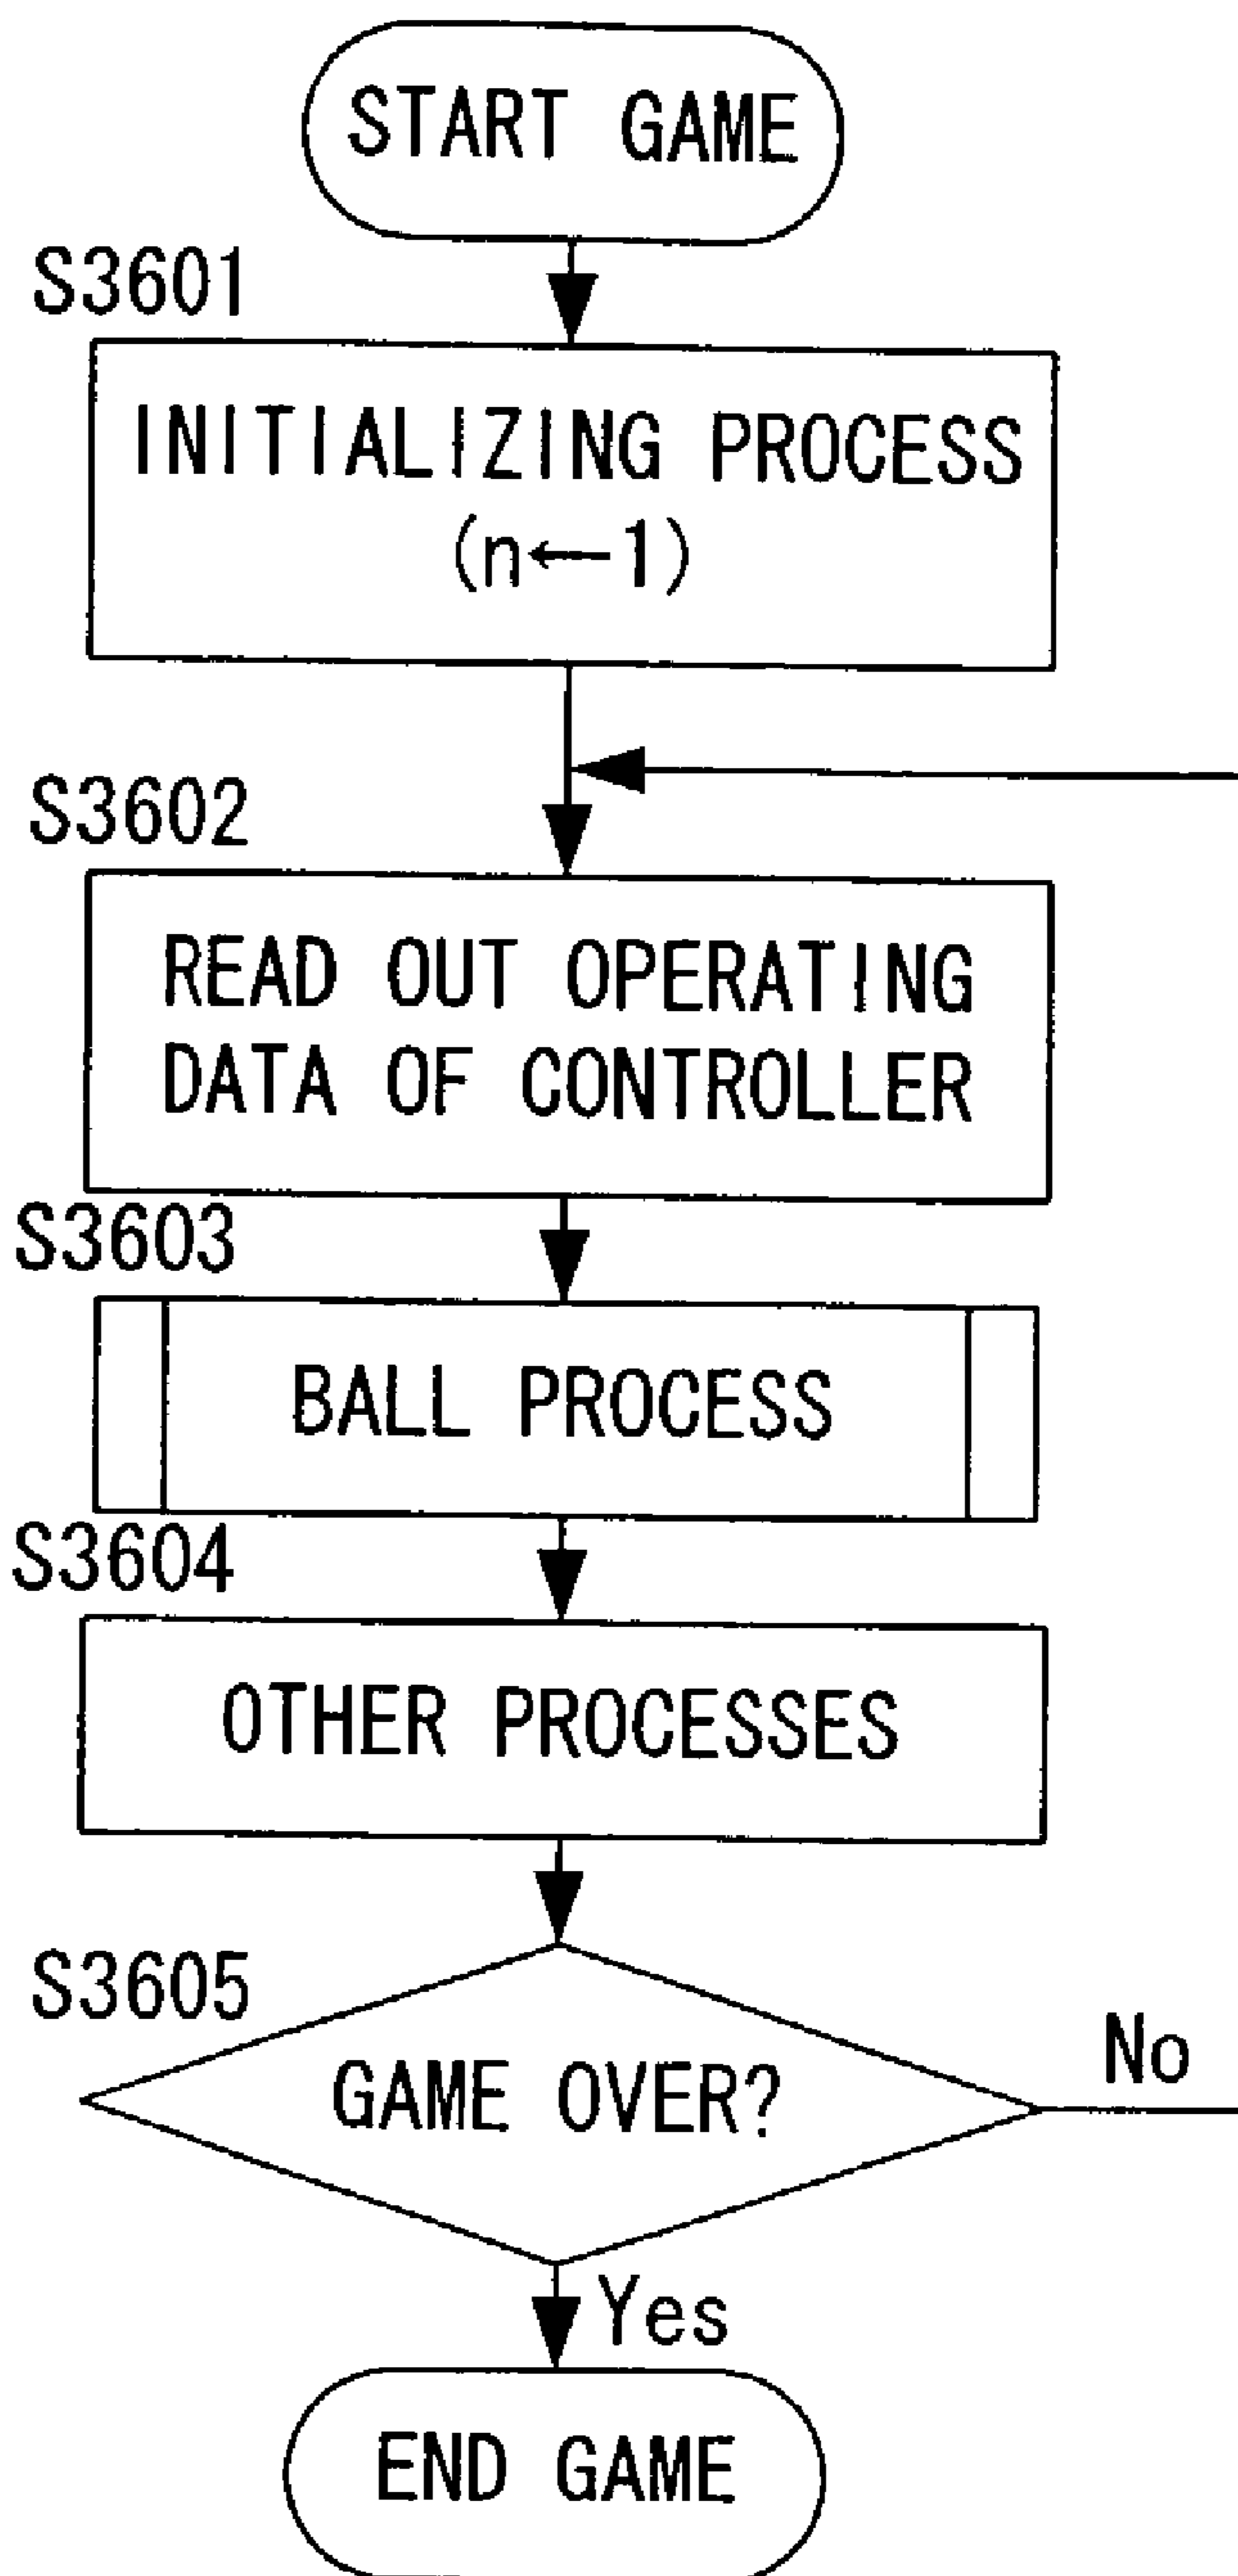 START GAME
S3601
INITIALIZING PROCESS
(n←1)
S3602
READ OUT OPERATING
DATA OF CONTROLLER
S3603
BALL PROCESS
S3604
OTHER PROCESSES
S3605
GAME OVER?
No
Yes
END GAME